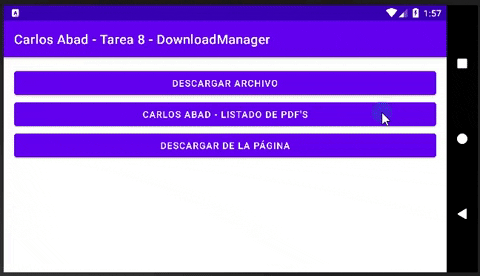 1:57
Carlos Abad - Tarea 8 - DownloadManager
DESCARGAR ARCHIVO
CARLOS ABAD - LISTADO DE PDF'S
DESCARGAR DE LA PÁGINA